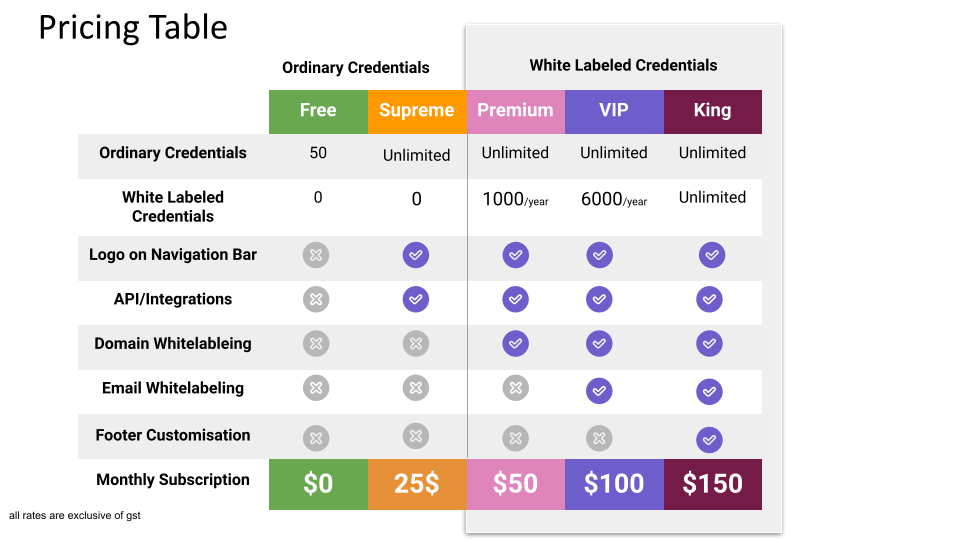 Pricing Table
Ordinary Credentials
White Labeled Credentials
Free Supreme Premium VIP King
Ordinary Credentials 50 Unlimited Unlimited Unlimited Unlimited
White Labeled
Credentials
0 0 1000/year 6000/year Unlimited
Logo on Navigation Bar
API/Integrations
Domain Whitelableing
Email Whitelabeling
Footer Customisation
Monthly Subscription $0 25$ $50 $100 $150
all rates are exclusive of gst